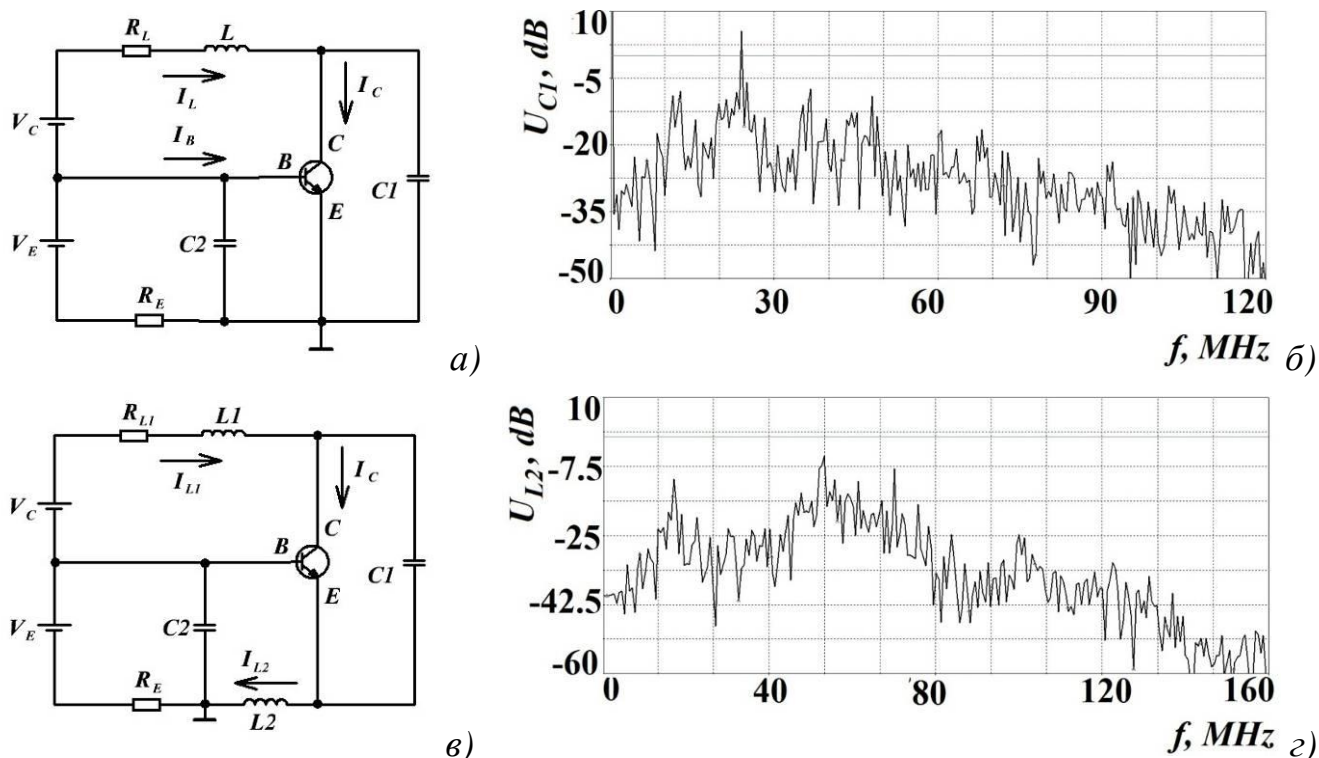 R_L L
I_L I_C
V_C I_B
B C
E C1
V_E C2
R_E
а)
10
-5
-20
-35
-50
U_C1, dB
0 30 60 90 120
f, MHz б)
R_L1 L1
I_L1 I_C
V_C
B C
E C1
V_E C2
I_L2
R_E L2
в)
10
-7.5
-25
-42.5
-60
U_L2, dB
0 40 80 120 160
f, MHz г)